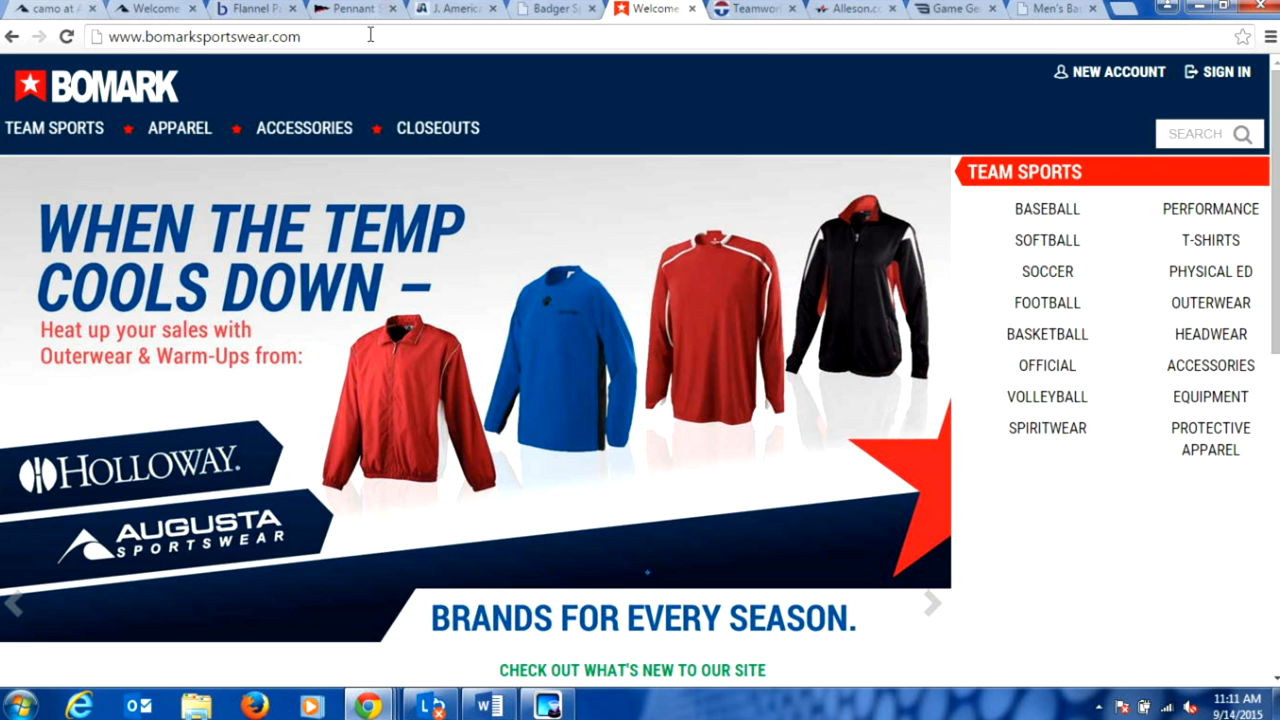 camo at A
Welcome
Flannel Pa
Pennant S
J. America
Badger Sp
Welcome
Teamwor
Alleson.co
Game Ge
Men's Ba
www.bomarksportswear.com
BOMARK
NEW ACCOUNT
SIGN IN
TEAM SPORTS
APPAREL
ACCESSORIES
CLOSEOUTS
SEARCH
WHEN THE TEMP
COOLS DOWN –
Heat up your sales with
Outerwear & Warm-Ups from:
HOLLOWAY.
AUGUSTA
SPORTSWEAR
BRANDS FOR EVERY SEASON.
CHECK OUT WHAT'S NEW TO OUR SITE
TEAM SPORTS
BASEBALL
SOFTBALL
SOCCER
FOOTBALL
BASKETBALL
OFFICIAL
VOLLEYBALL
SPIRITWEAR
PERFORMANCE
T-SHIRTS
PHYSICAL ED
OUTERWEAR
HEADWEAR
ACCESSORIES
EQUIPMENT
PROTECTIVE
APPAREL
11:11 AM
9/14/2015